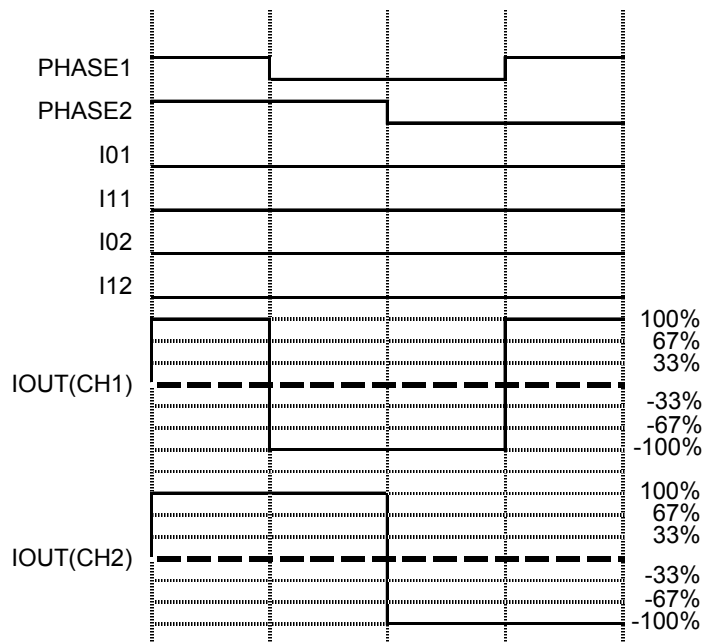 PHASE1
PHASE2
I01
I11
I02
I12
IOUT(CH1)
100%
67%
33%
-33%
-67%
-100%
IOUT(CH2)
100%
67%
33%
-33%
-67%
-100%